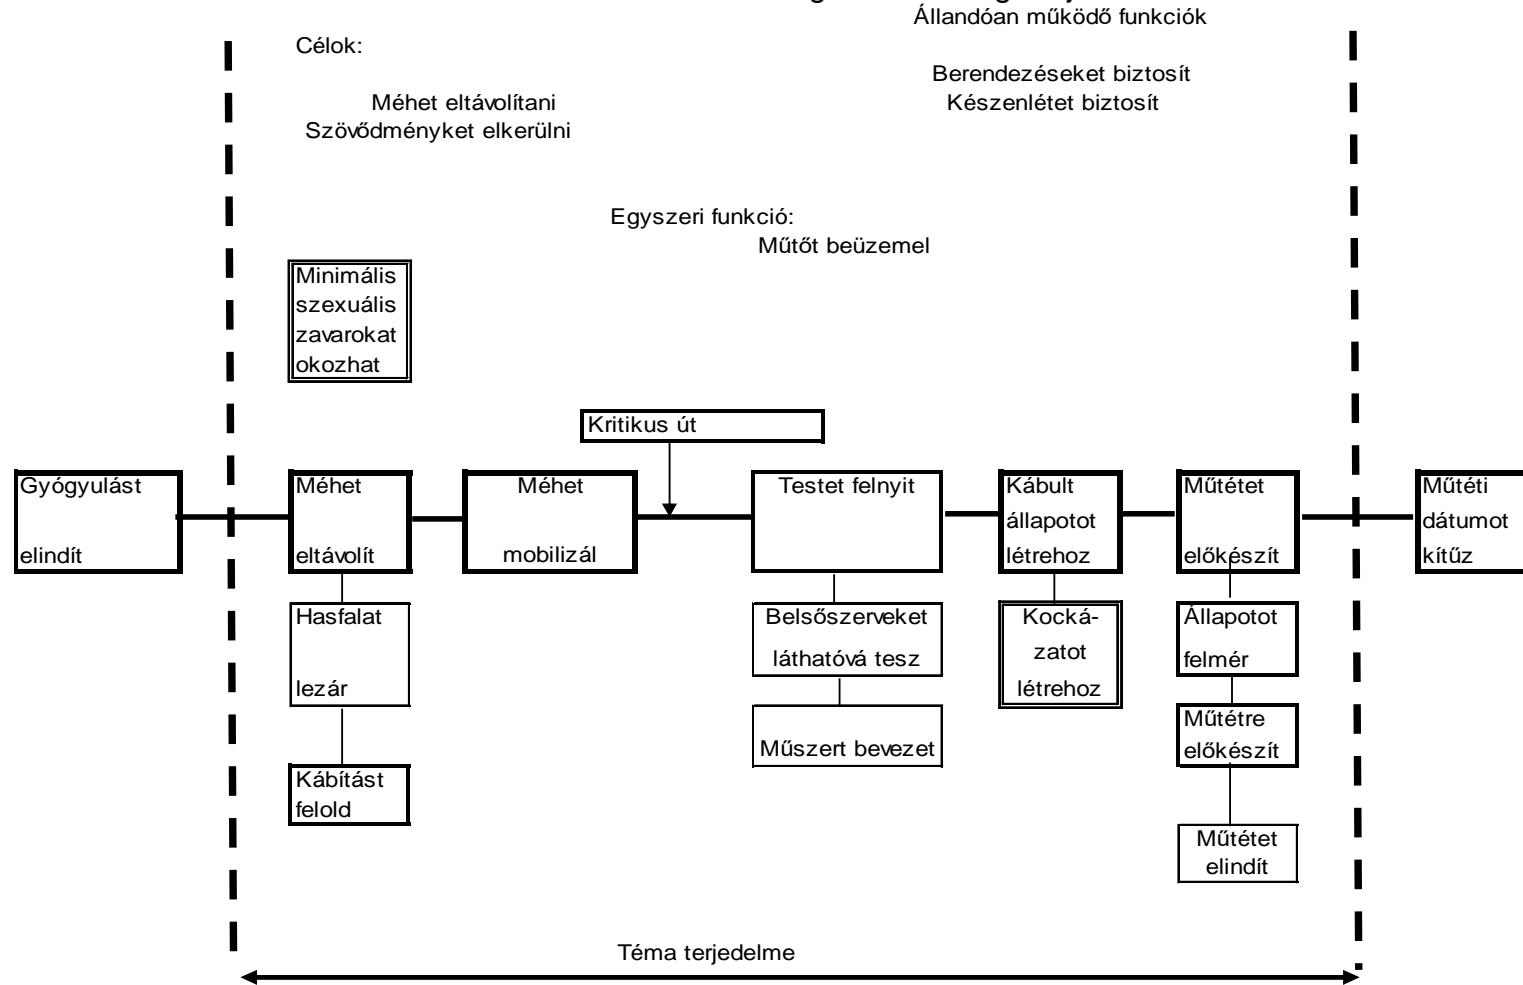 Állandóan működő funkciók
Célok:
Berendezéseket biztosít
Készenlétet biztosít
Méhet eltávolítani
Szövődményket elkerülni
Egyszeri funkció:
Műtőt beüzemel
Minimális
szexuális
zavarokat
okozhat
Kritikus út
Gyógyulást
elindít
Méhet
eltávolít
Méhet
mobilizál
Testet felnyit
Kábult
állapotot
létrehoz
Műtétet
előkészít
Műtéti
dátumot
kítűz
Hasfalat
lezár
Belsőszerveket
láthatóvá tesz
Kocká-
zatot
létrehoz
Állapotot
felmér
Műszert bevezet
Műtétre
előkészít
Kábítást
felold
Műtétet
elindít
Téma terjedelme